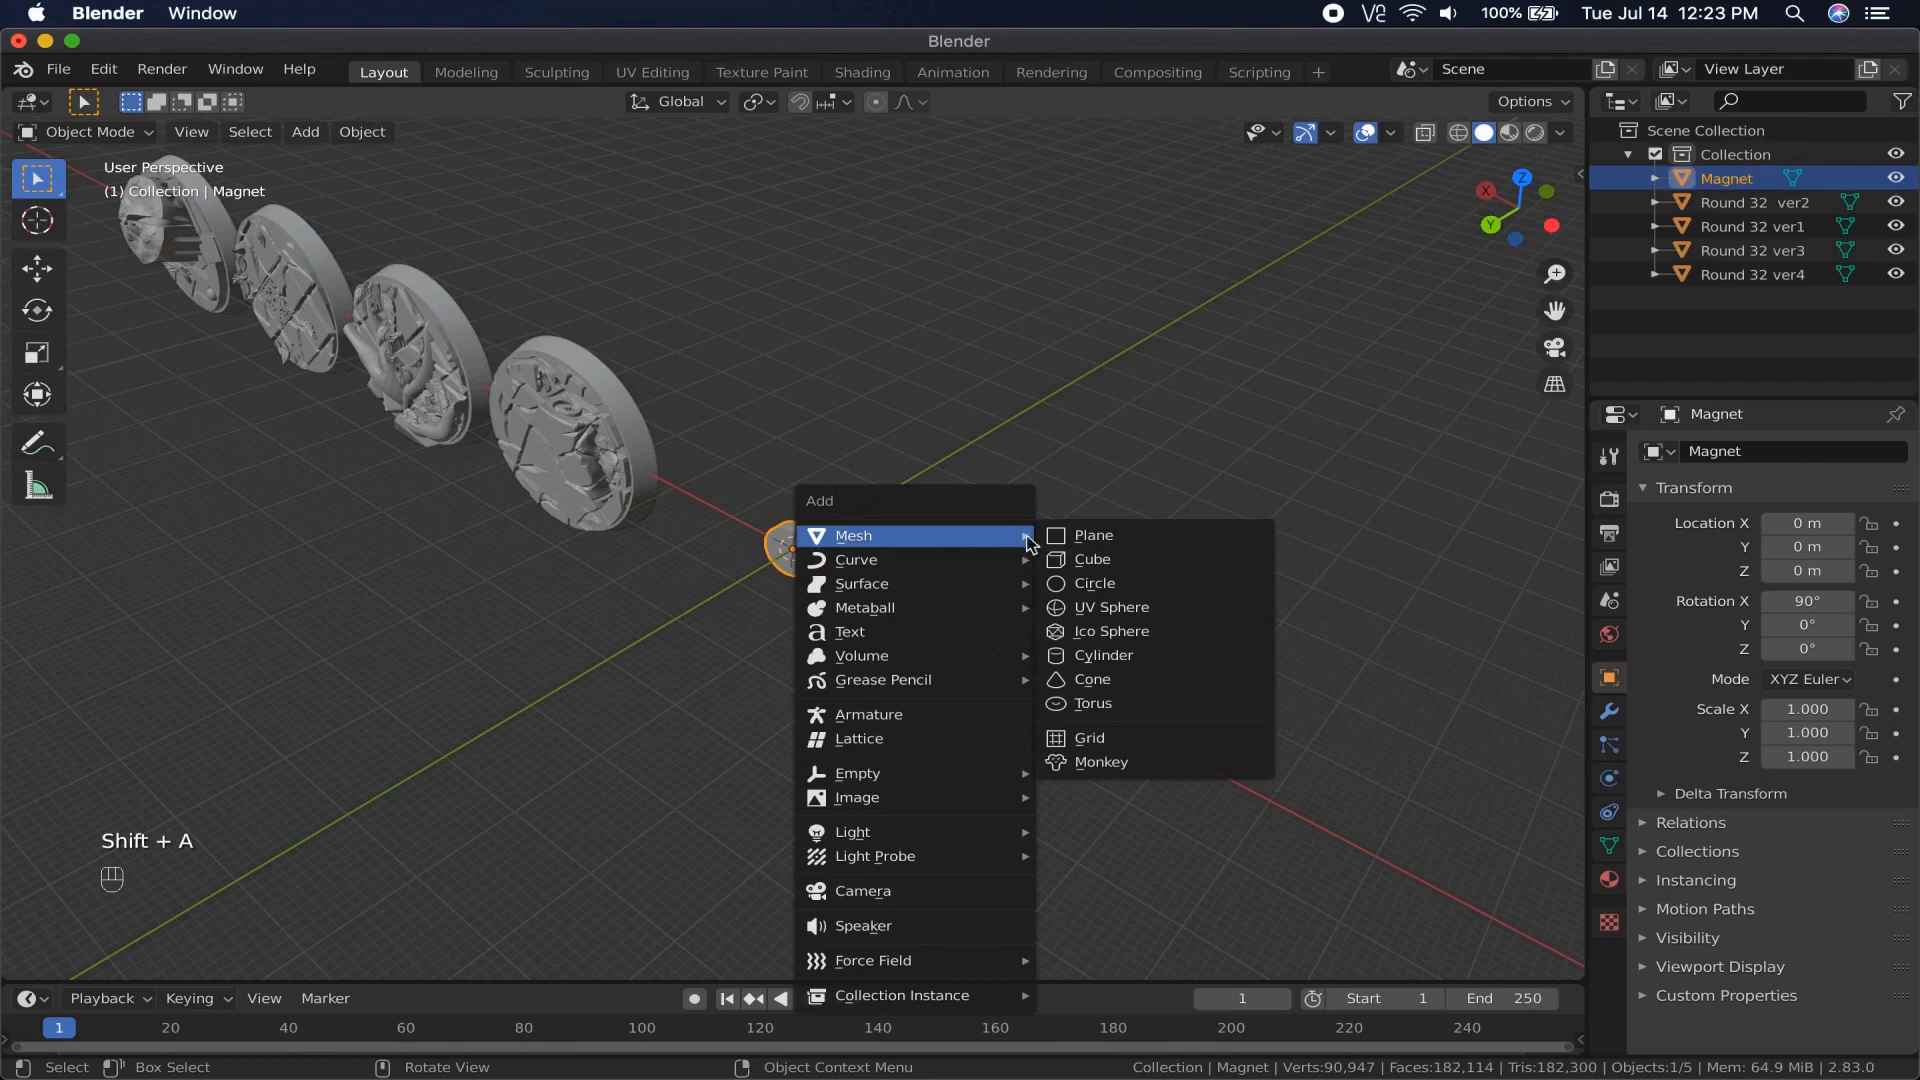 Blender Window 100% Tue Jul 14 12:23 PM
Blender
File Edit Render Window Help Layout Modeling Sculpting UV Editing Texture Paint Shading Animation Rendering Compositing Scripting + Scene View Layer
Global Options
Object Mode View Select Add Object
User Perspective
(1) Collection | Magnet
X Z Y
Scene Collection
Collection
Magnet
Round 32 ver2
Round 32 ver1
Round 32 ver3
Round 32 ver4
Magnet
Magnet
Transform
Location X 0 m
Y 0 m
Z 0 m
Rotation X 90°
Y 0°
Z 0°
Mode XYZ Euler
Scale X 1.000
Y 1.000
Z 1.000
Delta Transform
Relations
Collections
Instancing
Motion Paths
Visibility
Viewport Display
Custom Properties
Add
Mesh
Curve
Surface
Metaball
Text
Volume
Grease Pencil
Armature
Lattice
Empty
Image
Light
Light Probe
Camera
Speaker
Force Field
Collection Instance
Plane
Cube
Circle
UV Sphere
Ico Sphere
Cylinder
Cone
Torus
Grid
Monkey
Shift + A
Playback Keying View Marker 1 Start 1 End 250
1 20 40 60 80 100 120 140 160 180 200 220 240
Select Box Select Rotate View Object Context Menu Collection | Magnet | Verts:90,947 | Faces:182,114 | Tris:182,300 | Objects:1/5 | Mem: 64.9 MiB | 2.83.0